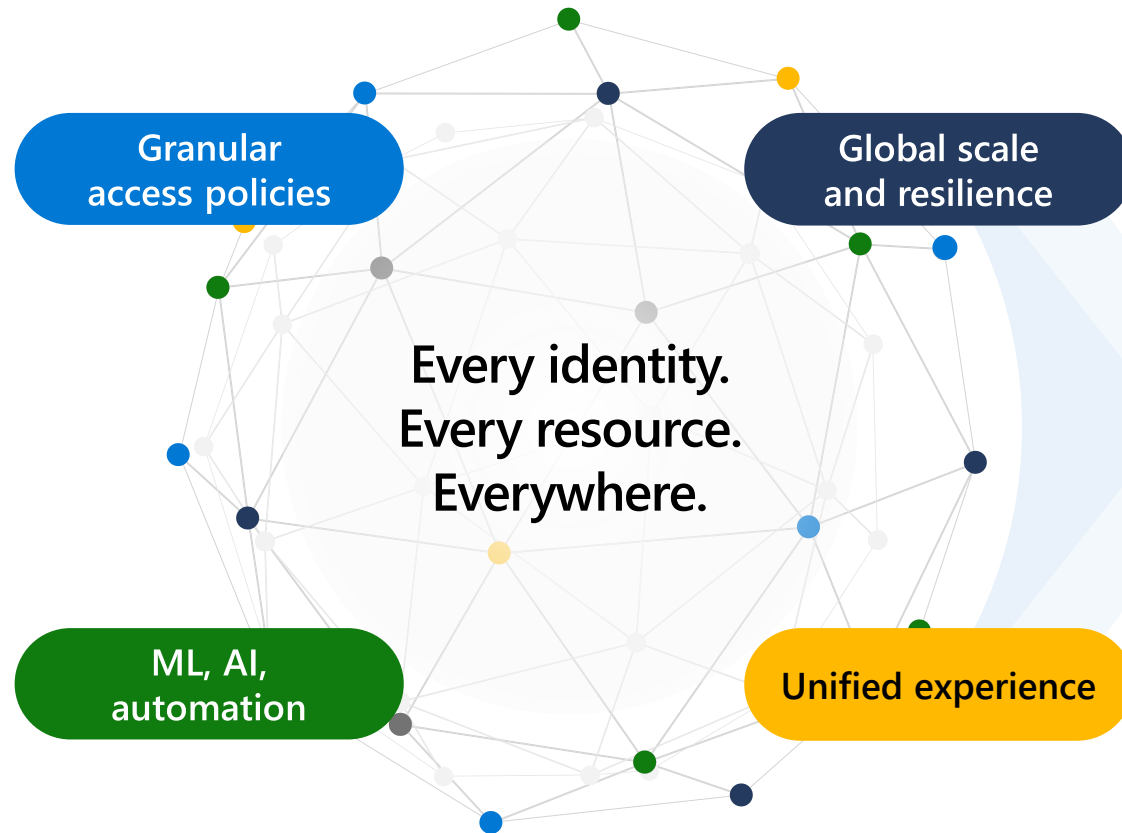 Granular
access policies
Global scale
and resilience
Every identity.
Every resource.
Everywhere.
ML, AI,
automation
Unified experience